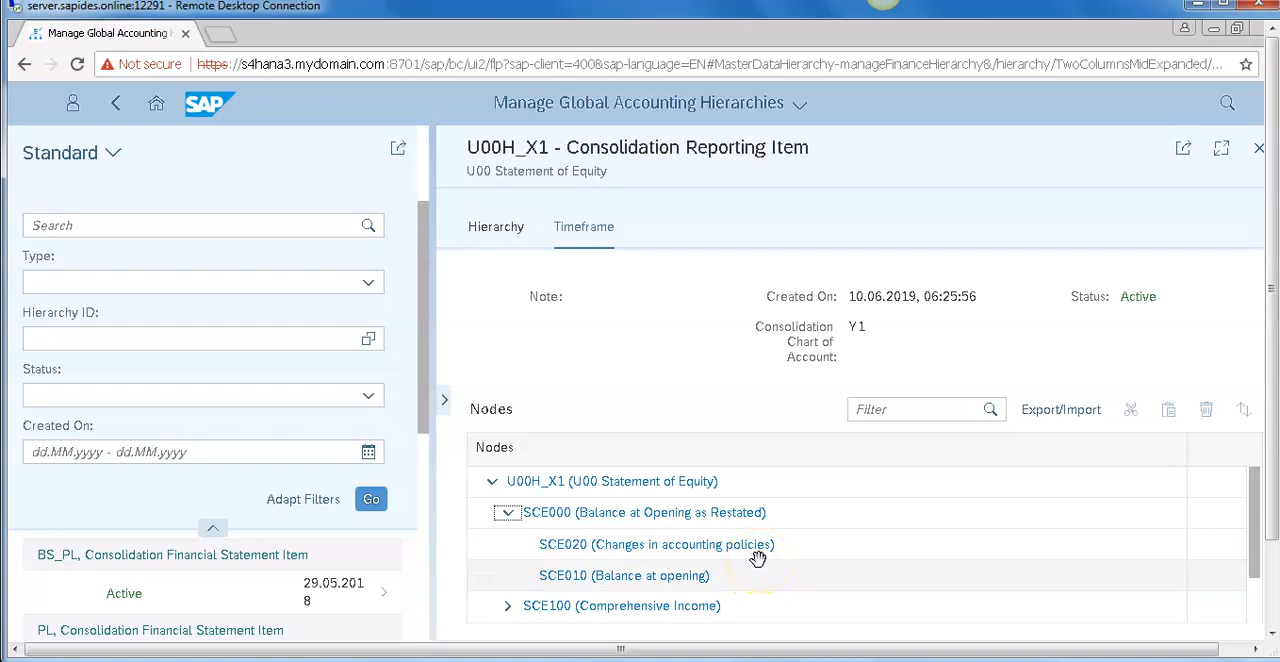 server.sapides.online:12291 - Remote Desktop Connection
Manage Global Accounting H
Not secure https://s4hana3.mydomain.com:8701/sap/bc/ui2/flp?sap-client=400&sap-language=EN#MasterDataHierarchy-manageFinanceHierarchy&/hierarchy/TwoColumnsMidExpanded/...
SAP Manage Global Accounting Hierarchies
Standard
Search
Type:
Hierarchy ID:
Status:
Created On:
dd.MM.yyyy - dd.MM.yyyy
Adapt Filters Go
BS_PL, Consolidation Financial Statement Item
Active 29.05.201
8
PL, Consolidation Financial Statement Item
U00H_X1 - Consolidation Reporting Item
U00 Statement of Equity
Hierarchy Timeframe
Note: Created On: 10.06.2019, 06:25:56 Status: Active
Consolidation Y1
Chart of
Account:
Nodes Filter Export/Import
Nodes
U00H_X1 (U00 Statement of Equity)
SCE000 (Balance at Opening as Restated)
SCE020 (Changes in accounting policies)
SCE010 (Balance at opening)
SCE100 (Comprehensive Income)